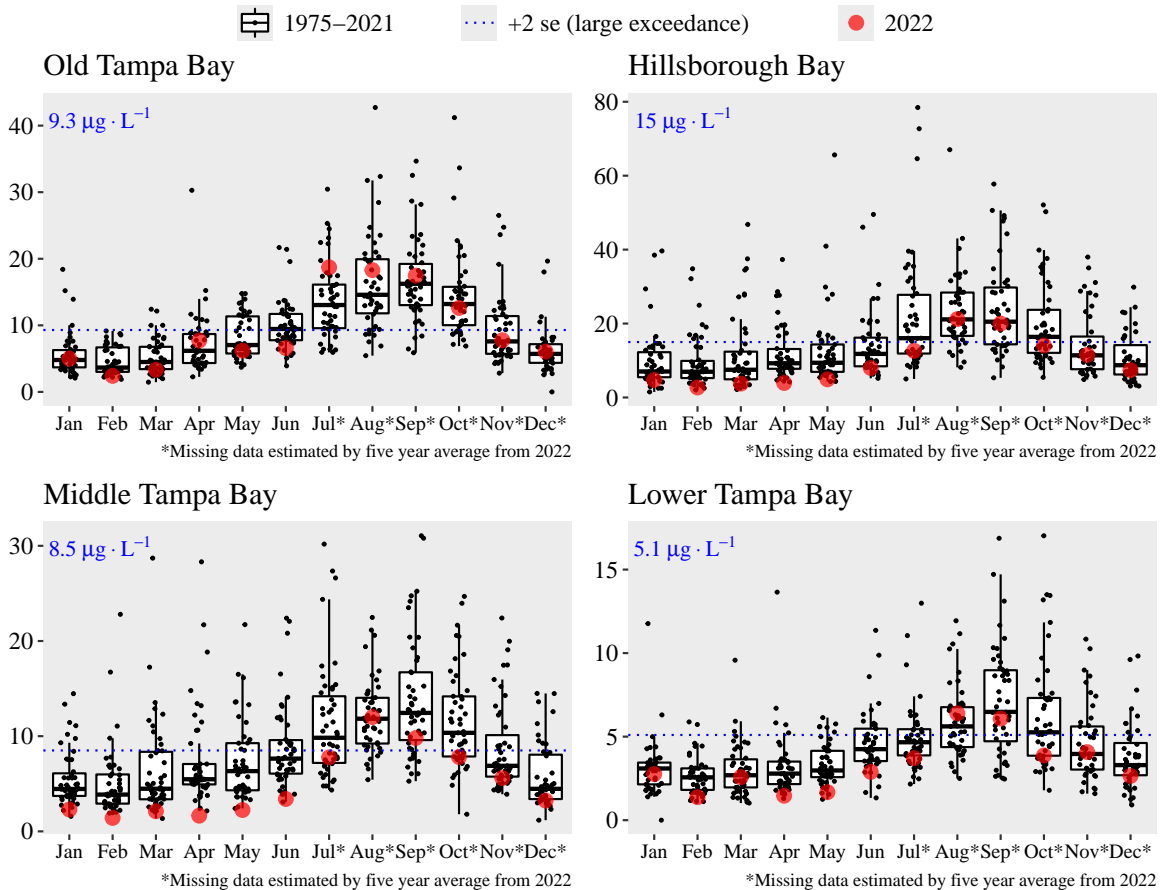 1975–2021 +2 se (large exceedance) 2022
Old Tampa Bay
9.3 μg · L⁻¹
40
30
20
10
0
Jan Feb Mar Apr May Jun Jul* Aug* Sep* Oct* Nov* Dec*
*Missing data estimated by five year average from 2022
Hillsborough Bay
15 μg · L⁻¹
80
60
40
20
0
Jan Feb Mar Apr May Jun Jul* Aug* Sep* Oct* Nov* Dec*
*Missing data estimated by five year average from 2022
Middle Tampa Bay
8.5 μg · L⁻¹
30
20
10
0
Jan Feb Mar Apr May Jun Jul* Aug* Sep* Oct* Nov* Dec*
*Missing data estimated by five year average from 2022
Lower Tampa Bay
5.1 μg · L⁻¹
15
10
5
0
Jan Feb Mar Apr May Jun Jul* Aug* Sep* Oct* Nov* Dec*
*Missing data estimated by five year average from 2022